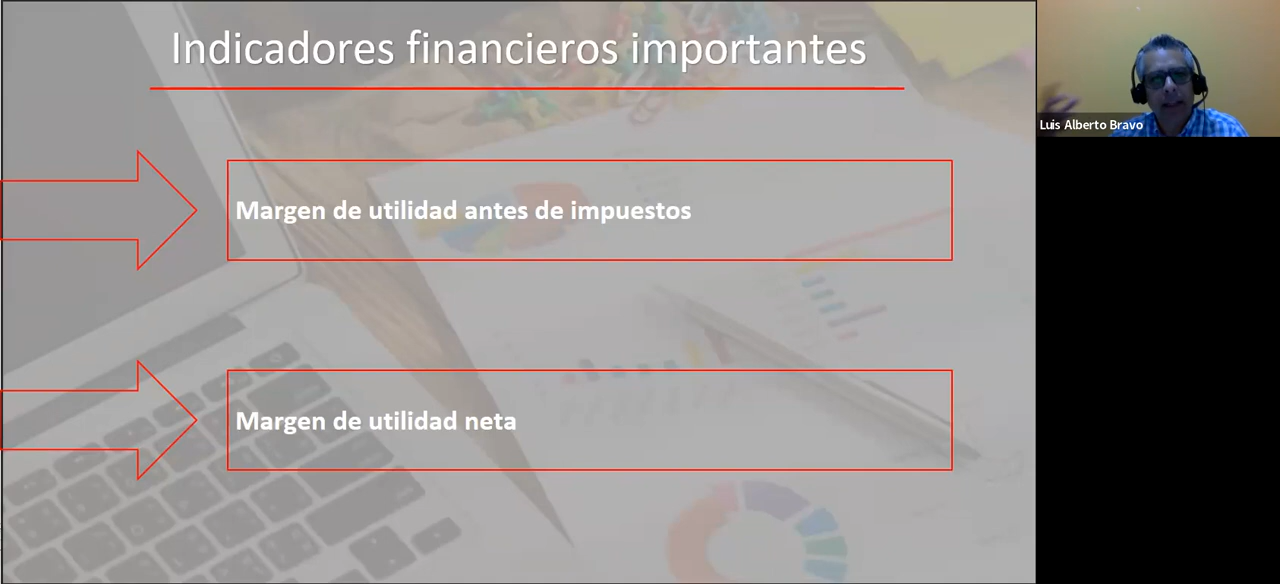 Indicadores financieros importantes
Luis Alberto Bravo
Margen de utilidad antes de impuestos
Margen de utilidad neta